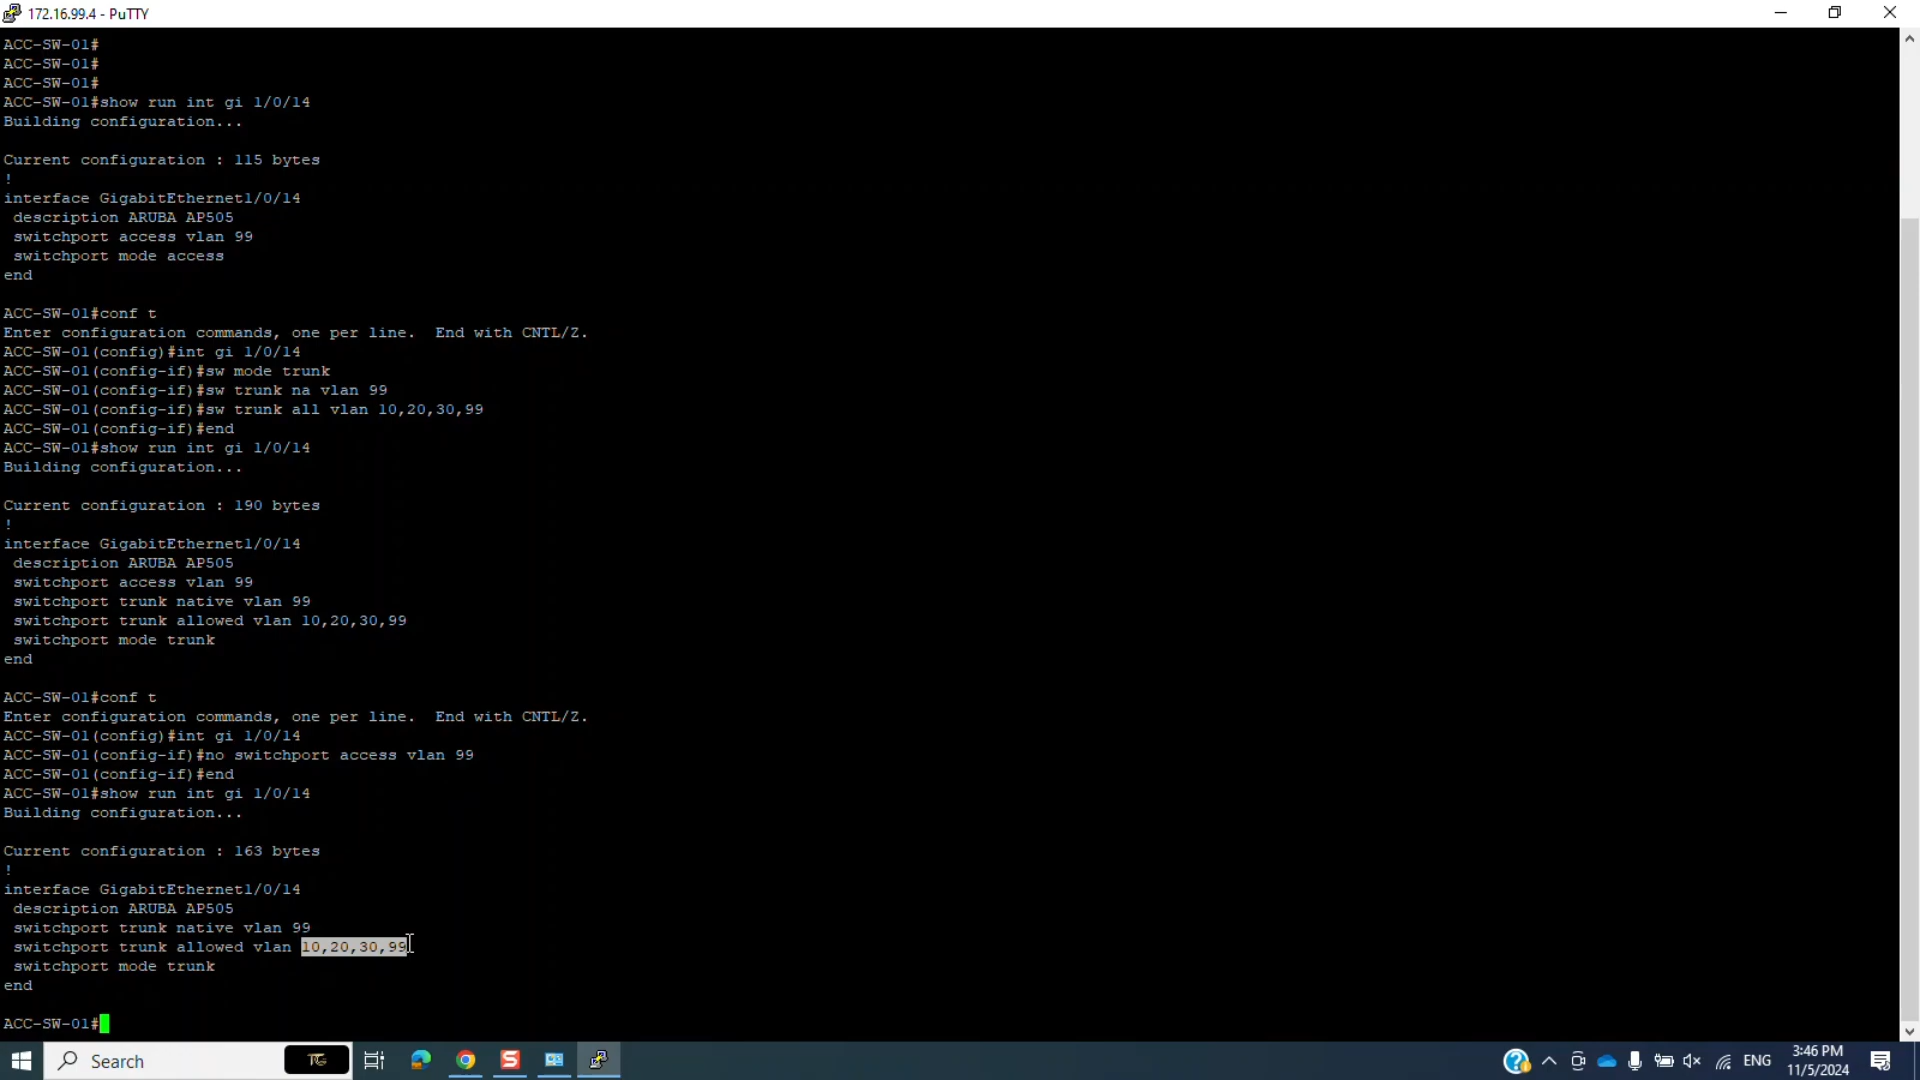 172.16.99.4 - PuTTY
ACC-SW-01#
ACC-SW-01#
ACC-SW-01#
ACC-SW-01#show run int gi 1/0/14
Building configuration...
Current configuration : 115 bytes
!
interface GigabitEthernet1/0/14
description ARUBA AP505
switchport access vlan 99
switchport mode access
end
ACC-SW-01#conf t
Enter configuration commands, one per line.  End with CNTL/Z.
ACC-SW-01(config)#int gi 1/0/14
ACC-SW-01(config-if)#sw mode trunk
ACC-SW-01(config-if)#sw trunk na vlan 99
ACC-SW-01(config-if)#sw trunk all vlan 10,20,30,99
ACC-SW-01(config-if)#end
ACC-SW-01#show run int gi 1/0/14
Building configuration...
Current configuration : 190 bytes
!
interface GigabitEthernet1/0/14
description ARUBA AP505
switchport access vlan 99
switchport trunk native vlan 99
switchport trunk allowed vlan 10,20,30,99
switchport mode trunk
end
ACC-SW-01#conf t
Enter configuration commands, one per line.  End with CNTL/Z.
ACC-SW-01(config)#int gi 1/0/14
ACC-SW-01(config-if)#no switchport access vlan 99
ACC-SW-01(config-if)#end
ACC-SW-01#show run int gi 1/0/14
Building configuration...
Current configuration : 163 bytes
!
interface GigabitEthernet1/0/14
description ARUBA AP505
switchport trunk native vlan 99
switchport trunk allowed vlan 10,20,30,99
switchport mode trunk
end
ACC-SW-01#
Search
ENG
3:46 PM
11/5/2024